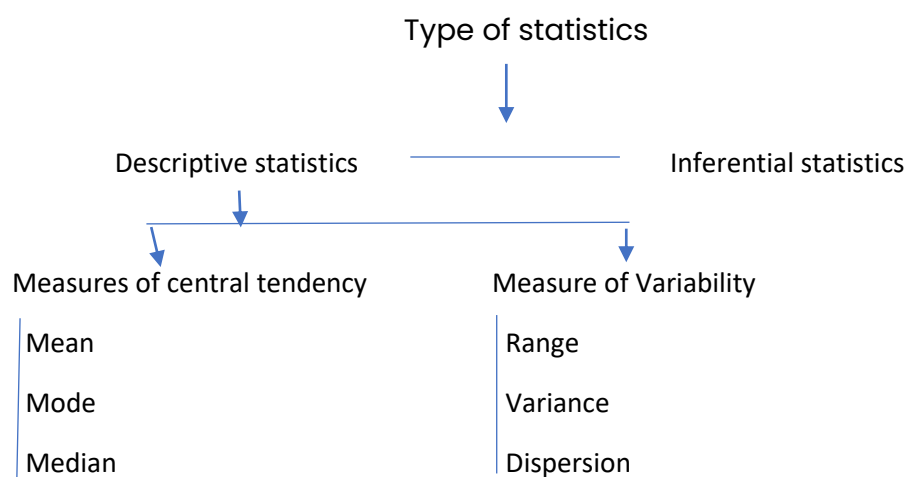 Type of statistics
Descriptive statistics Inferential statistics
Measures of central tendency Measure of Variability
Mean Range
Mode Variance
Median Dispersion